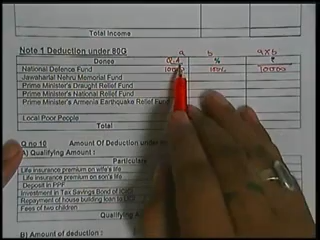 Total Income
Note 1 Deduction under 80G
a b axb
Donee Q.A % ₹
National Defence Fund 100%
Jawaharlal Nehru Memorial Fund
Prime Minister's Draught Relief Fund
Prime Minister's National Relief Fund
Prime Minister's Armenia Earthquake Relief Fund
Local Poor People
Total
Q no 10 Amount of Deduction under
A) Qualifying Amount :
Particulars
Life insurance premium on wife's life
Life insurance premium on son's life
Deposit in PPF
Investment in Tax Savings Bond of ICICI
Repayment of house building loan to
Fees of two children
Qualifying A
B) Amount of deduction :